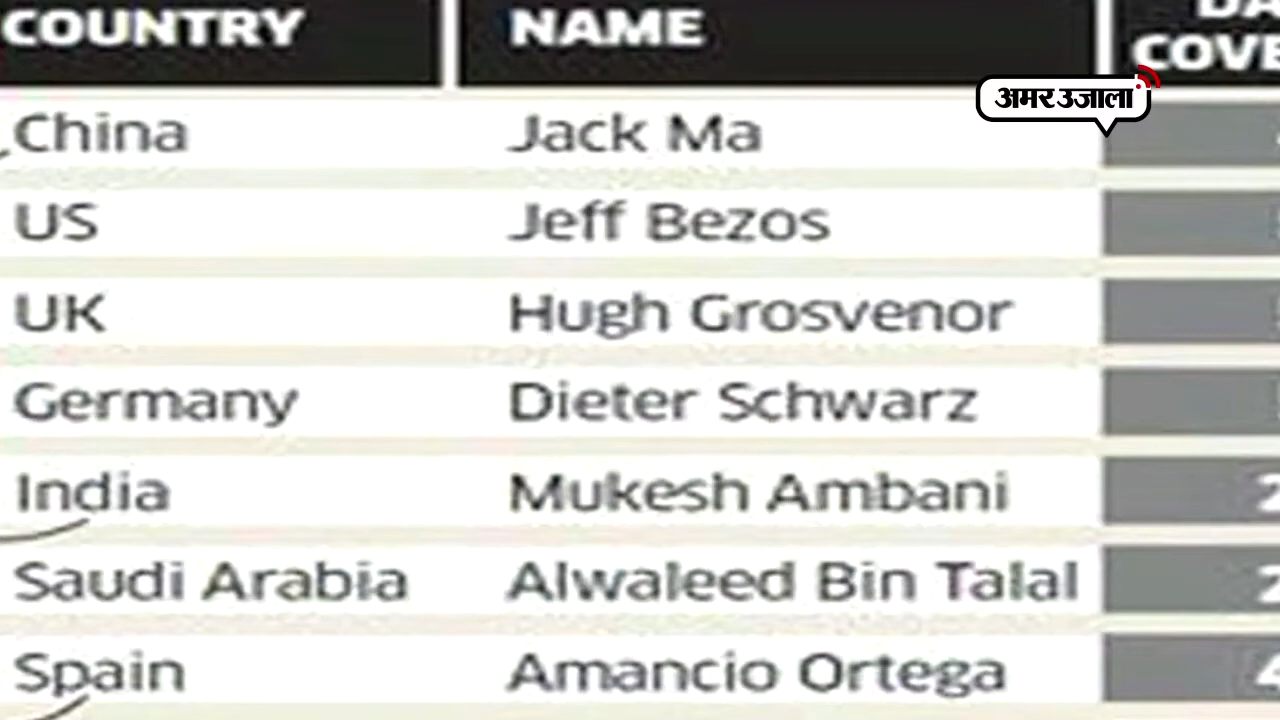 COUNTRY NAME
अमर उजाला
China Jack Ma
US Jeff Bezos
UK Hugh Grosvenor
Germany Dieter Schwarz
India Mukesh Ambani
Saudi Arabia Alwaleed Bin Talal
Spain Amancio Ortega